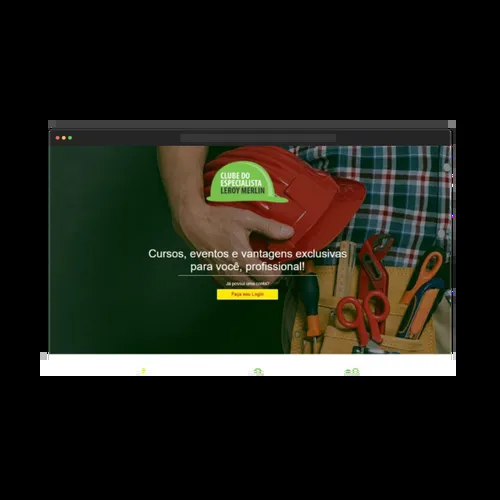 CLUBE DO
ESPECIALISTA
LEROY MERLIN
Cursos, eventos e vantagens exclusivas
para você, profissional!
Já possui uma conta?
Faça seu Login